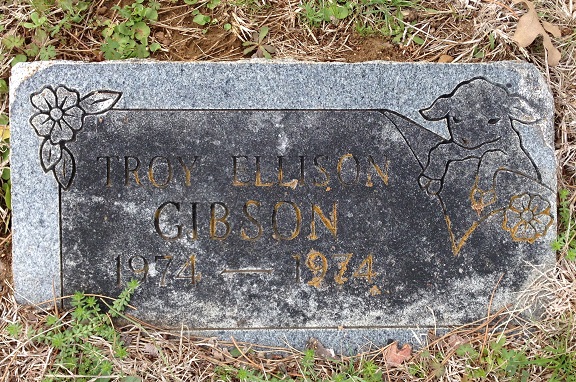 TROY ELLISON
GIBSON
1974 — 1974